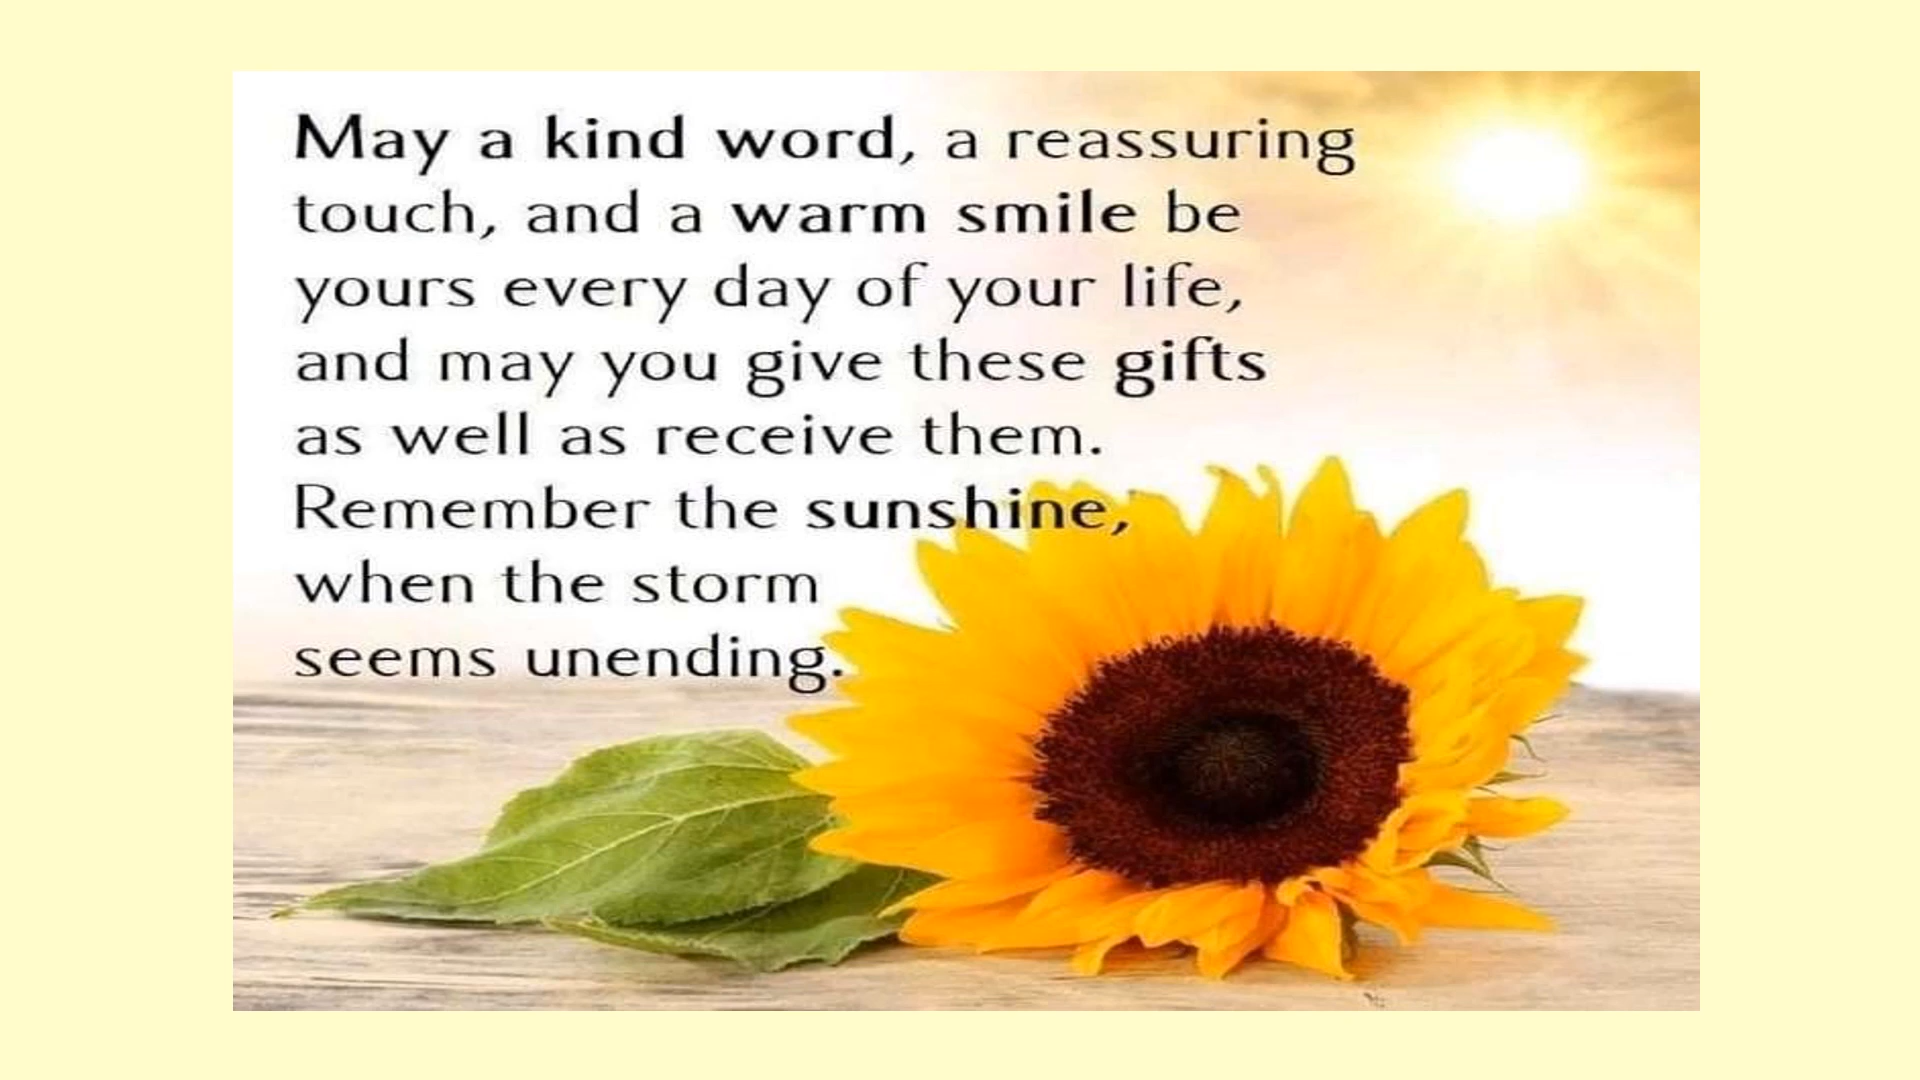 May a kind word, a reassuring
touch, and a warm smile be
yours every day of your life,
and may you give these gifts
as well as receive them.
Remember the sunshine,
when the storm
seems unending.